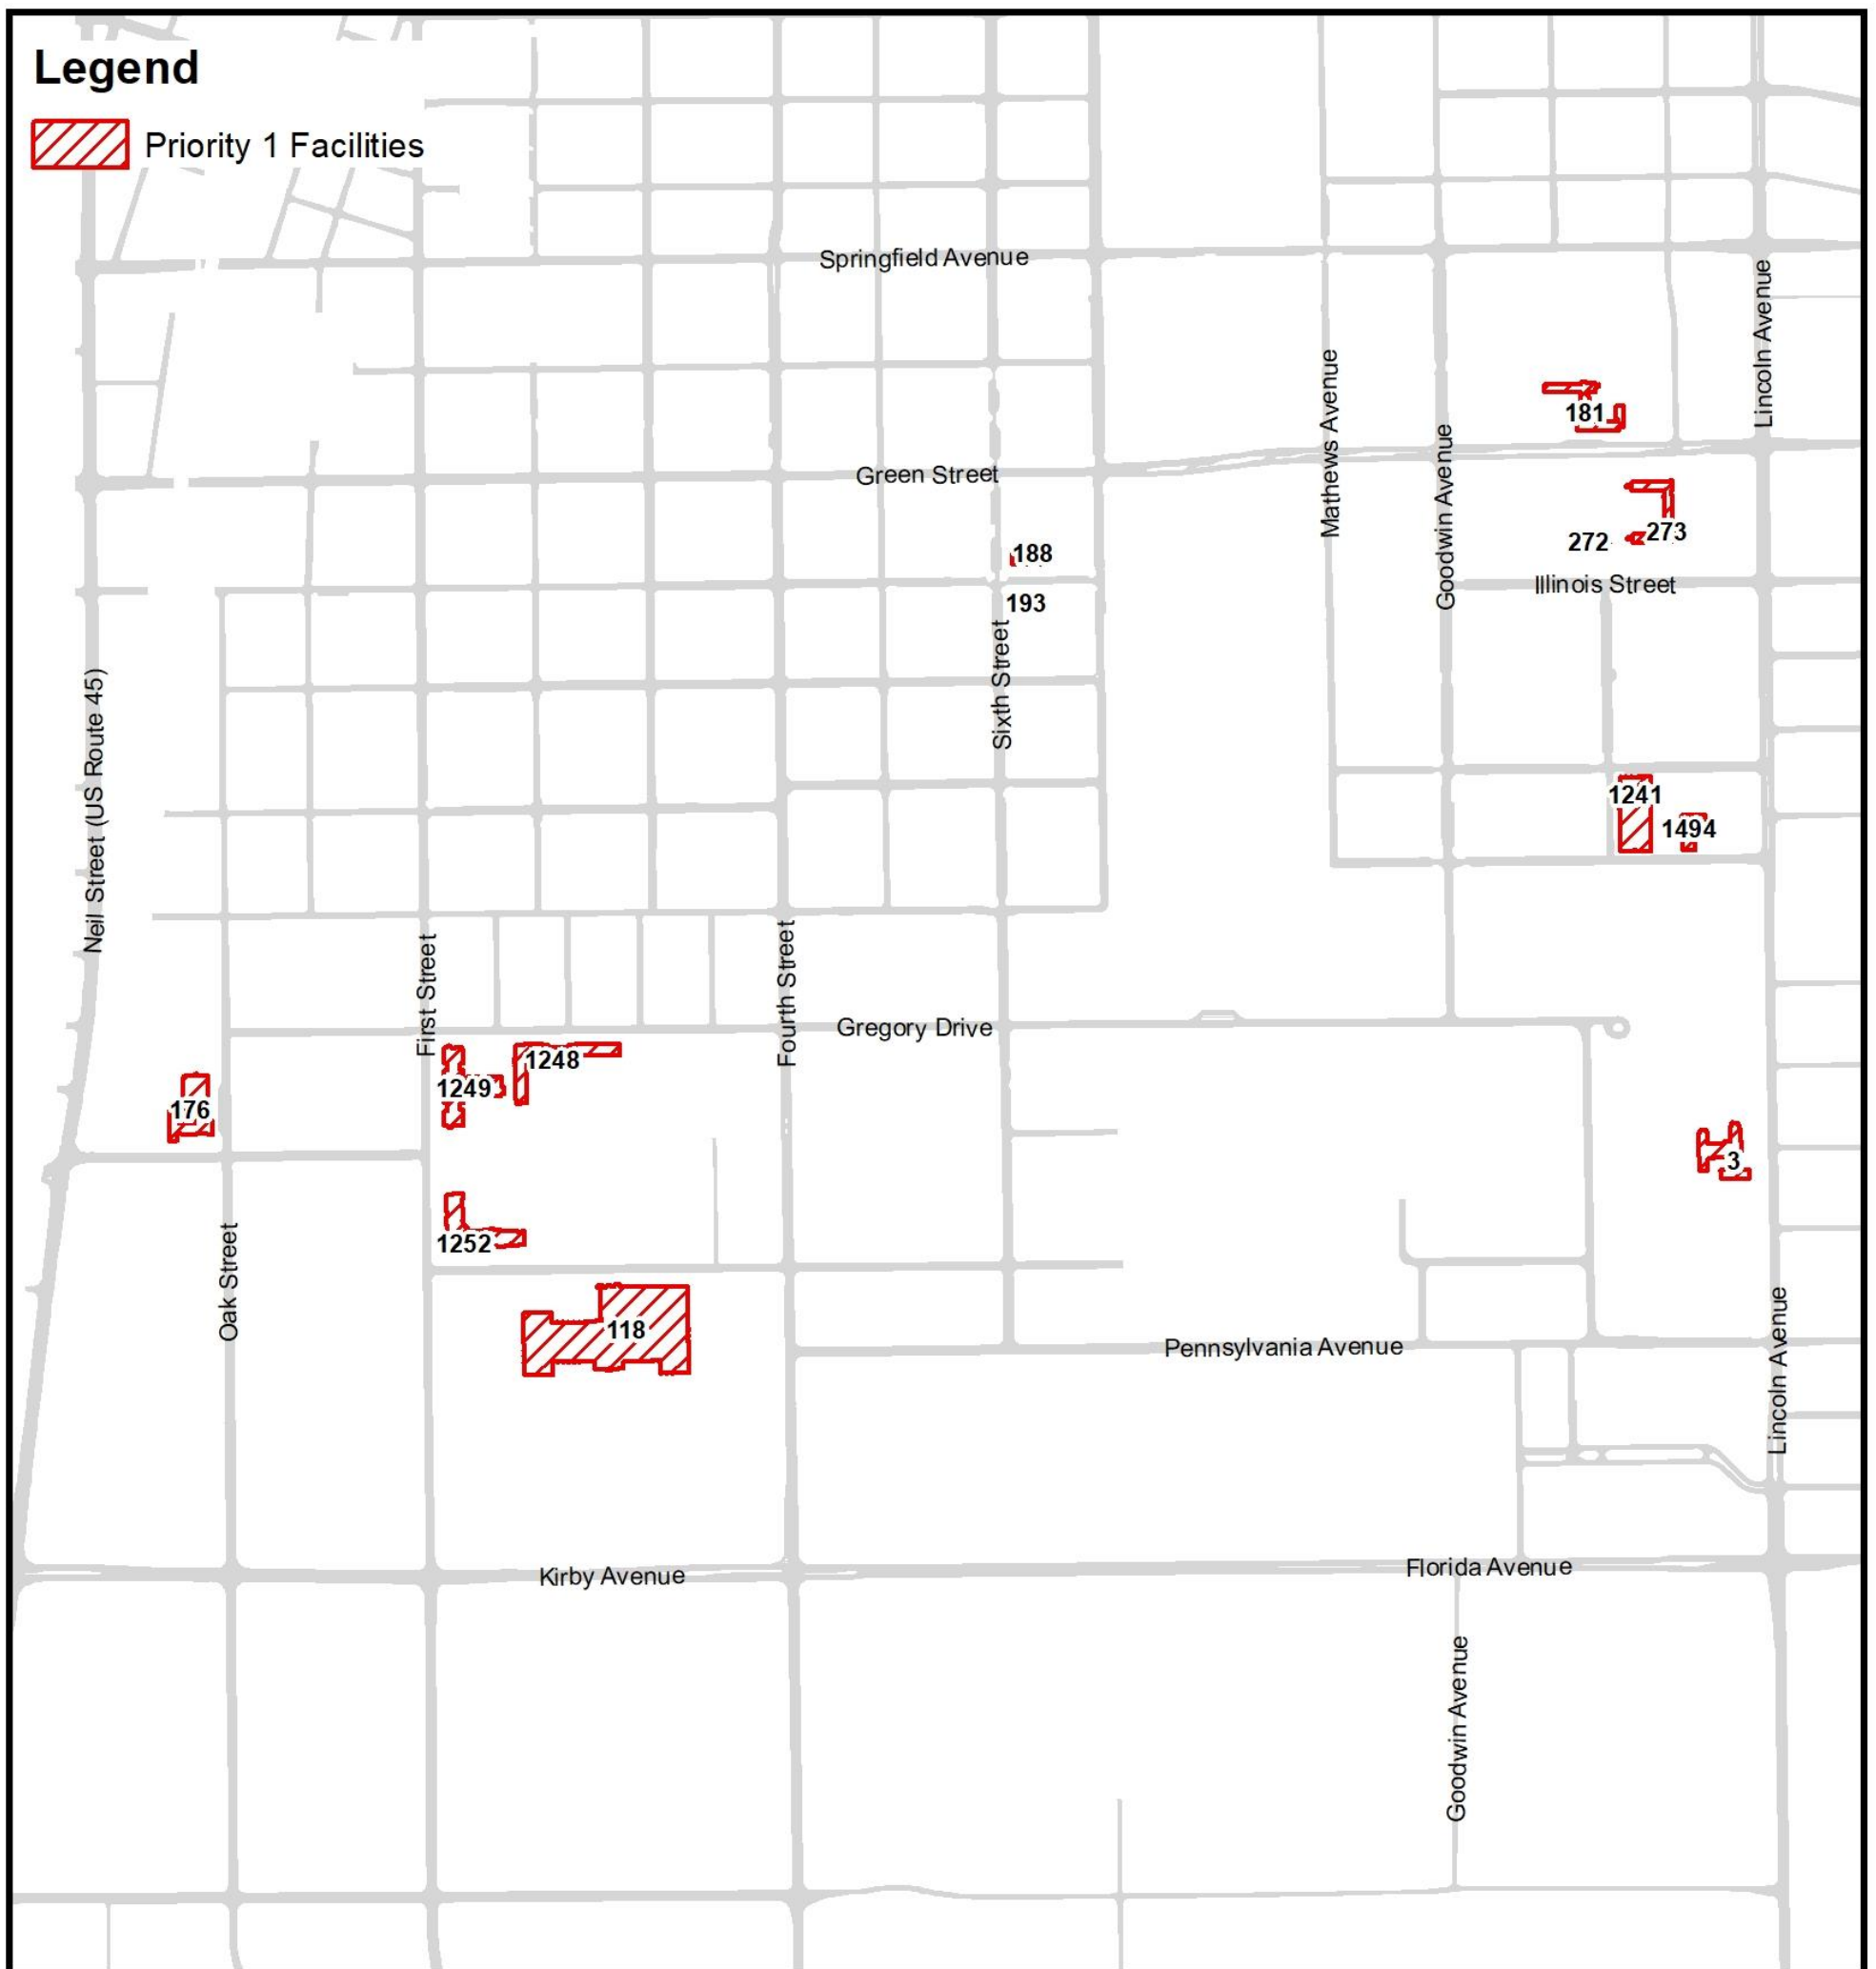 Legend
Priority 1 Facilities
Springfield Avenue
Lincoln Avenue
Mathews Avenue
181
Goodwin Avenue
Green Street
273
272
188
Illinois Street
193
Sixth Street
Neil Street (US Route 45)
1241
1494
First Street
Fourth Street
Gregory Drive
1248
1249
176
3
1252
Oak Street
118
Pennsylvania Avenue
Lincoln Avenue
Kirby Avenue
Florida Avenue
Goodwin Avenue